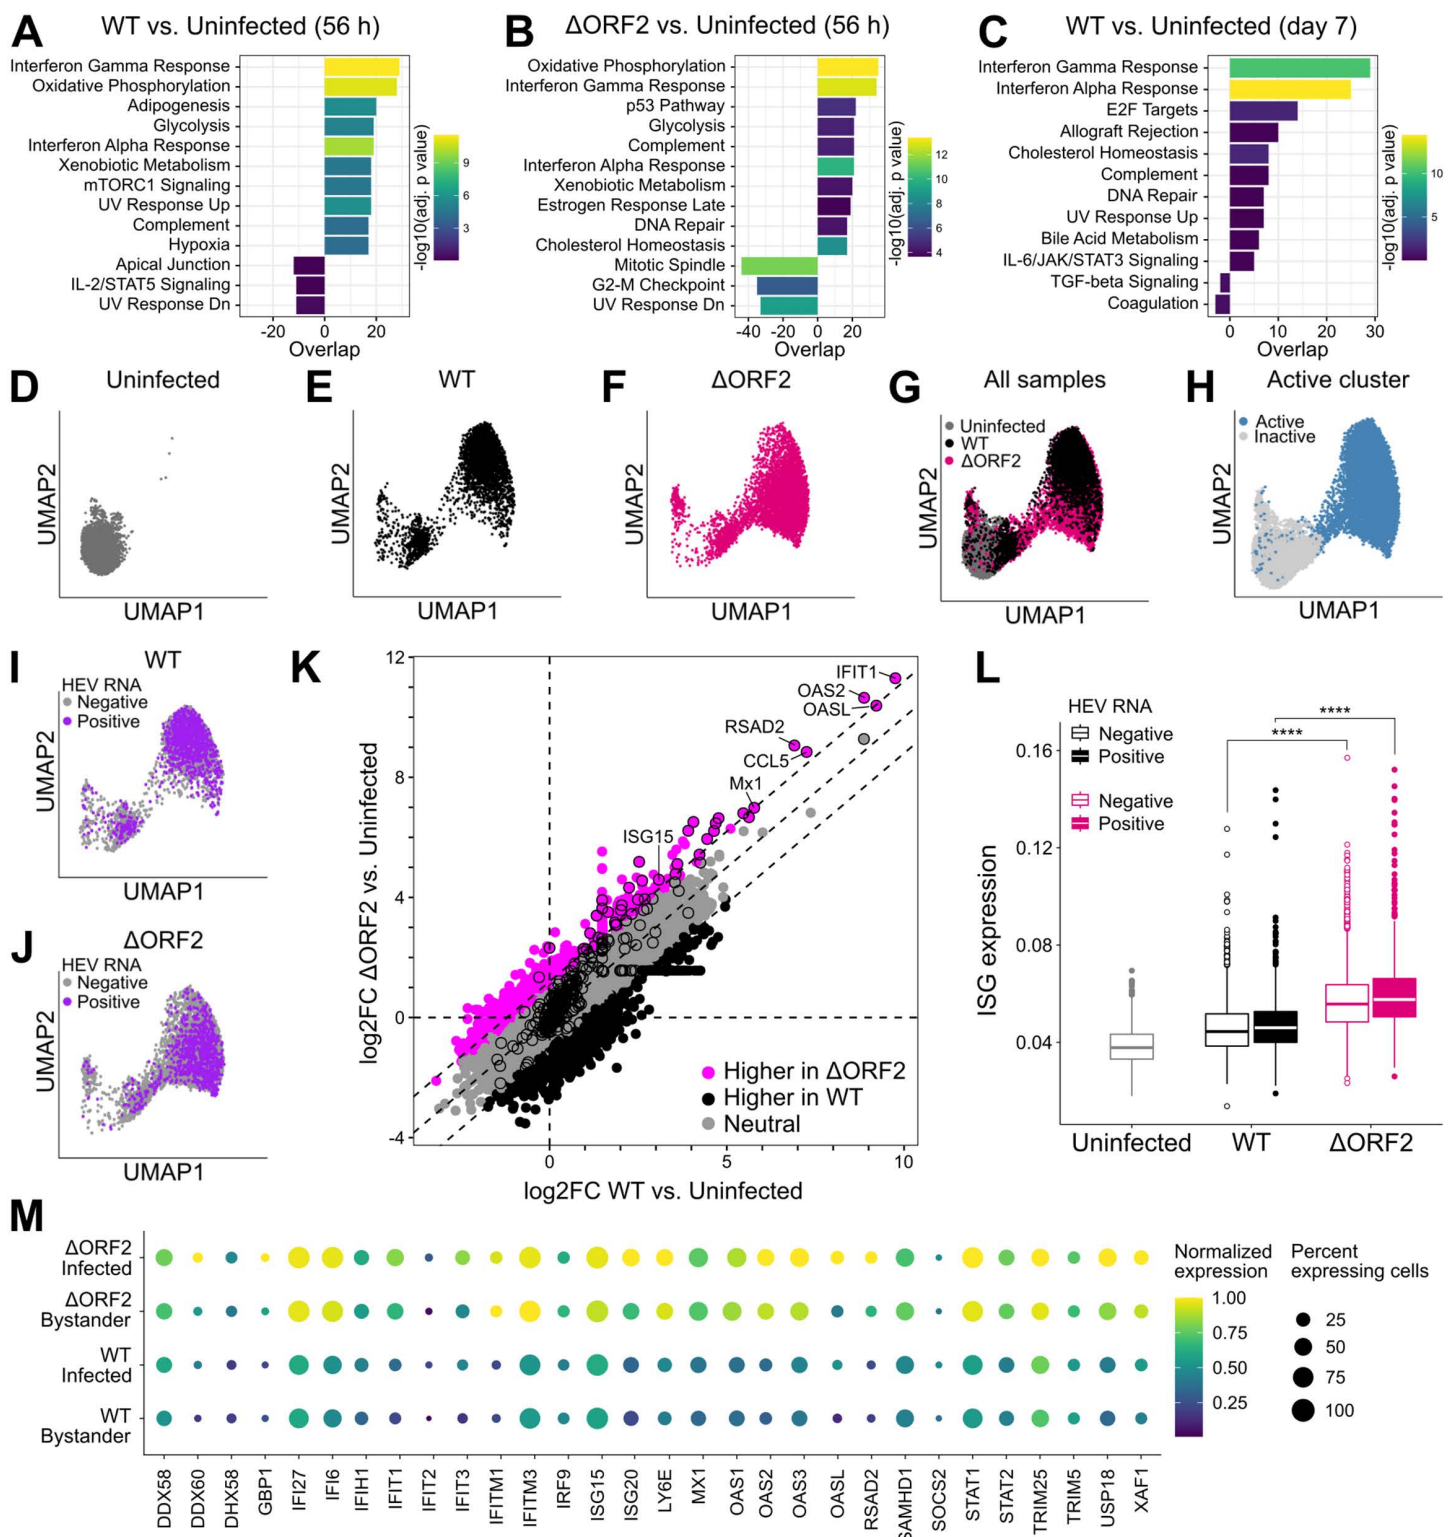 A
WT vs. Uninfected (56 h)
Interferon Gamma Response
Oxidative Phosphorylation
Adipogenesis
Glycolysis
Interferon Alpha Response
Xenobiotic Metabolism
mTORC1 Signaling
UV Response Up
Complement
Hypoxia
Apical Junction
IL-2/STAT5 Signaling
UV Response Dn
-20 0 20
Overlap
-log10(adj. p value)
9
6
3
B
ΔORF2 vs. Uninfected (56 h)
Oxidative Phosphorylation
Interferon Gamma Response
p53 Pathway
Glycolysis
Complement
Interferon Alpha Response
Xenobiotic Metabolism
Estrogen Response Late
DNA Repair
Cholesterol Homeostasis
Mitotic Spindle
G2-M Checkpoint
UV Response Dn
-40 -20 0 20
Overlap
-log10(adj. p value)
12
10
8
6
4
C
WT vs. Uninfected (day 7)
Interferon Gamma Response
Interferon Alpha Response
E2F Targets
Allograft Rejection
Cholesterol Homeostasis
Complement
DNA Repair
UV Response Up
Bile Acid Metabolism
IL-6/JAK/STAT3 Signaling
TGF-beta Signaling
Coagulation
0 10 20 30
Overlap
-log10(adj. p value)
10
5
D
Uninfected
UMAP2
UMAP1
E
WT
UMAP2
UMAP1
F
ΔORF2
UMAP2
UMAP1
G
All samples
Uninfected
WT
ΔORF2
UMAP2
UMAP1
H
Active cluster
Active
Inactive
UMAP2
UMAP1
I
WT
HEV RNA
Negative
Positive
UMAP2
UMAP1
J
ΔORF2
HEV RNA
Negative
Positive
UMAP2
UMAP1
K
log2FC ΔORF2 vs. Uninfected
12
8
4
0
-4
IFIT1
OAS2
OASL
RSAD2
CCL5
Mx1
ISG15
Higher in ΔORF2
Higher in WT
Neutral
0 5 10
log2FC WT vs. Uninfected
L
HEV RNA
Negative
Positive
Negative
Positive
****
****
ISG expression
0.16
0.12
0.08
0.04
Uninfected WT ΔORF2
M
ΔORF2
Infected
ΔORF2
Bystander
WT
Infected
WT
Bystander
DDX58
DDX60
DHX58
GBP1
IFI27
IFI6
IFIH1
IFIT1
IFIT2
IFIT3
IFITM1
IFITM3
IRF9
ISG15
ISG20
LY6E
MX1
OAS1
OAS2
OAS3
OASL
RSAD2
SAMHD1
SOCS2
STAT1
STAT2
TRIM25
TRIM5
USP18
XAF1
Normalized
expression
1.00
0.75
0.50
0.25
Percent
expressing cells
25
50
75
100